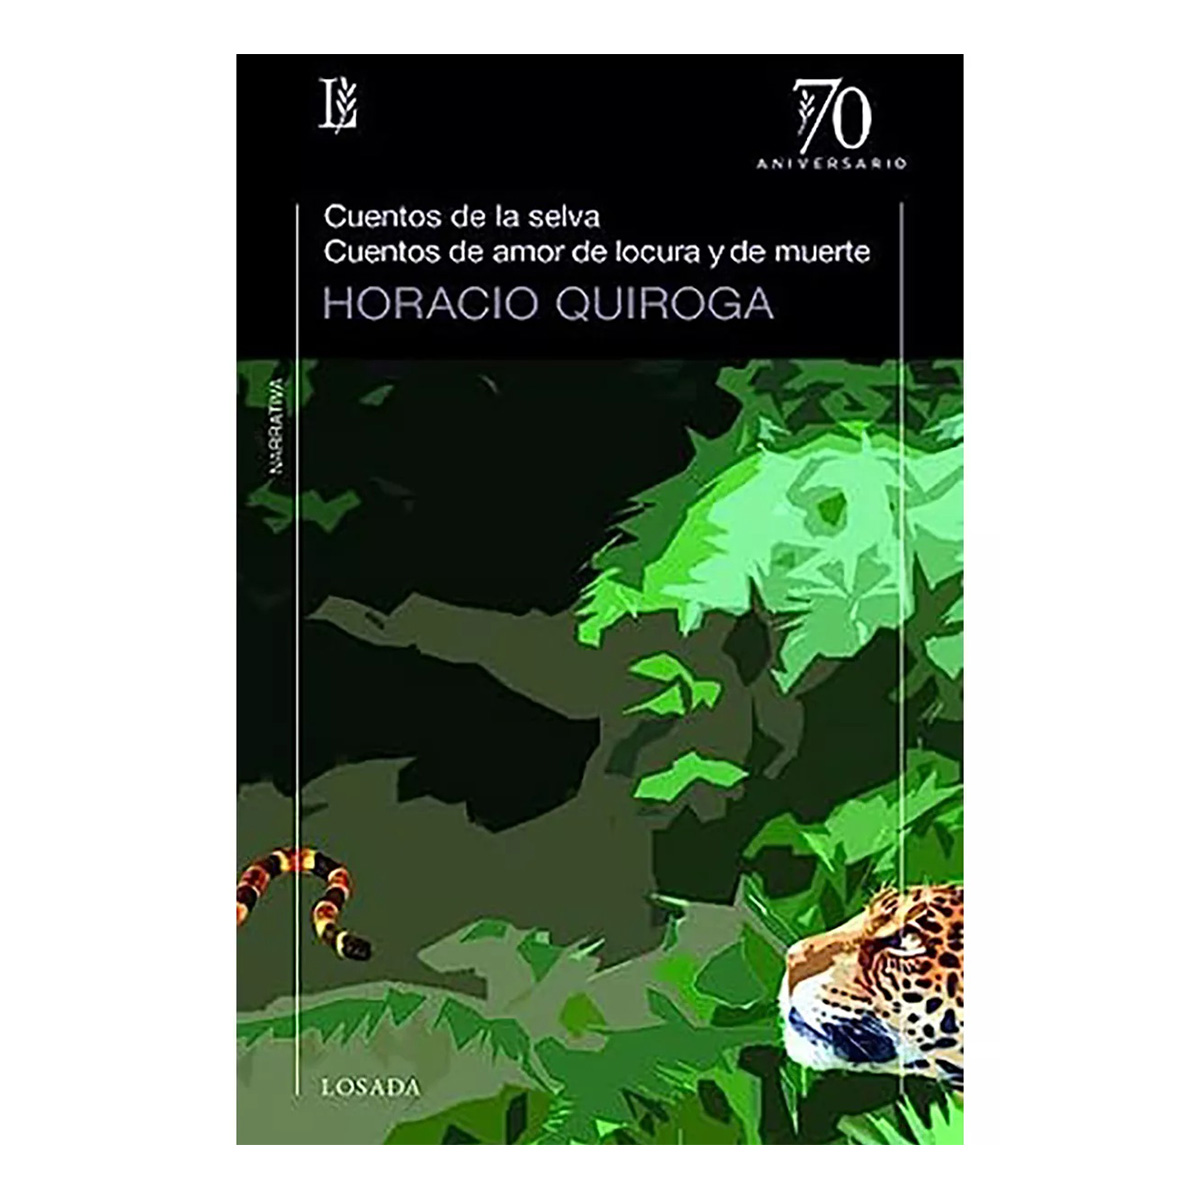 L
70
ANIVERSARIO
Cuentos de la selva
Cuentos de amor de locura y de muerte
HORACIO QUIROGA
NARRATIVA
LOSADA